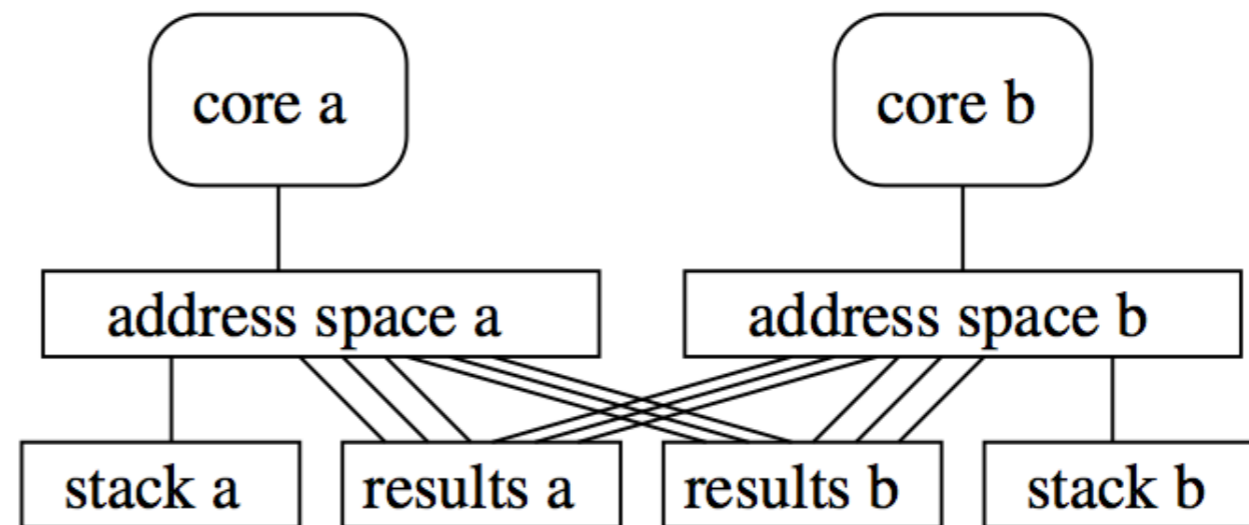 core a
core b
address space a
address space b
stack a
results a
results b
stack b